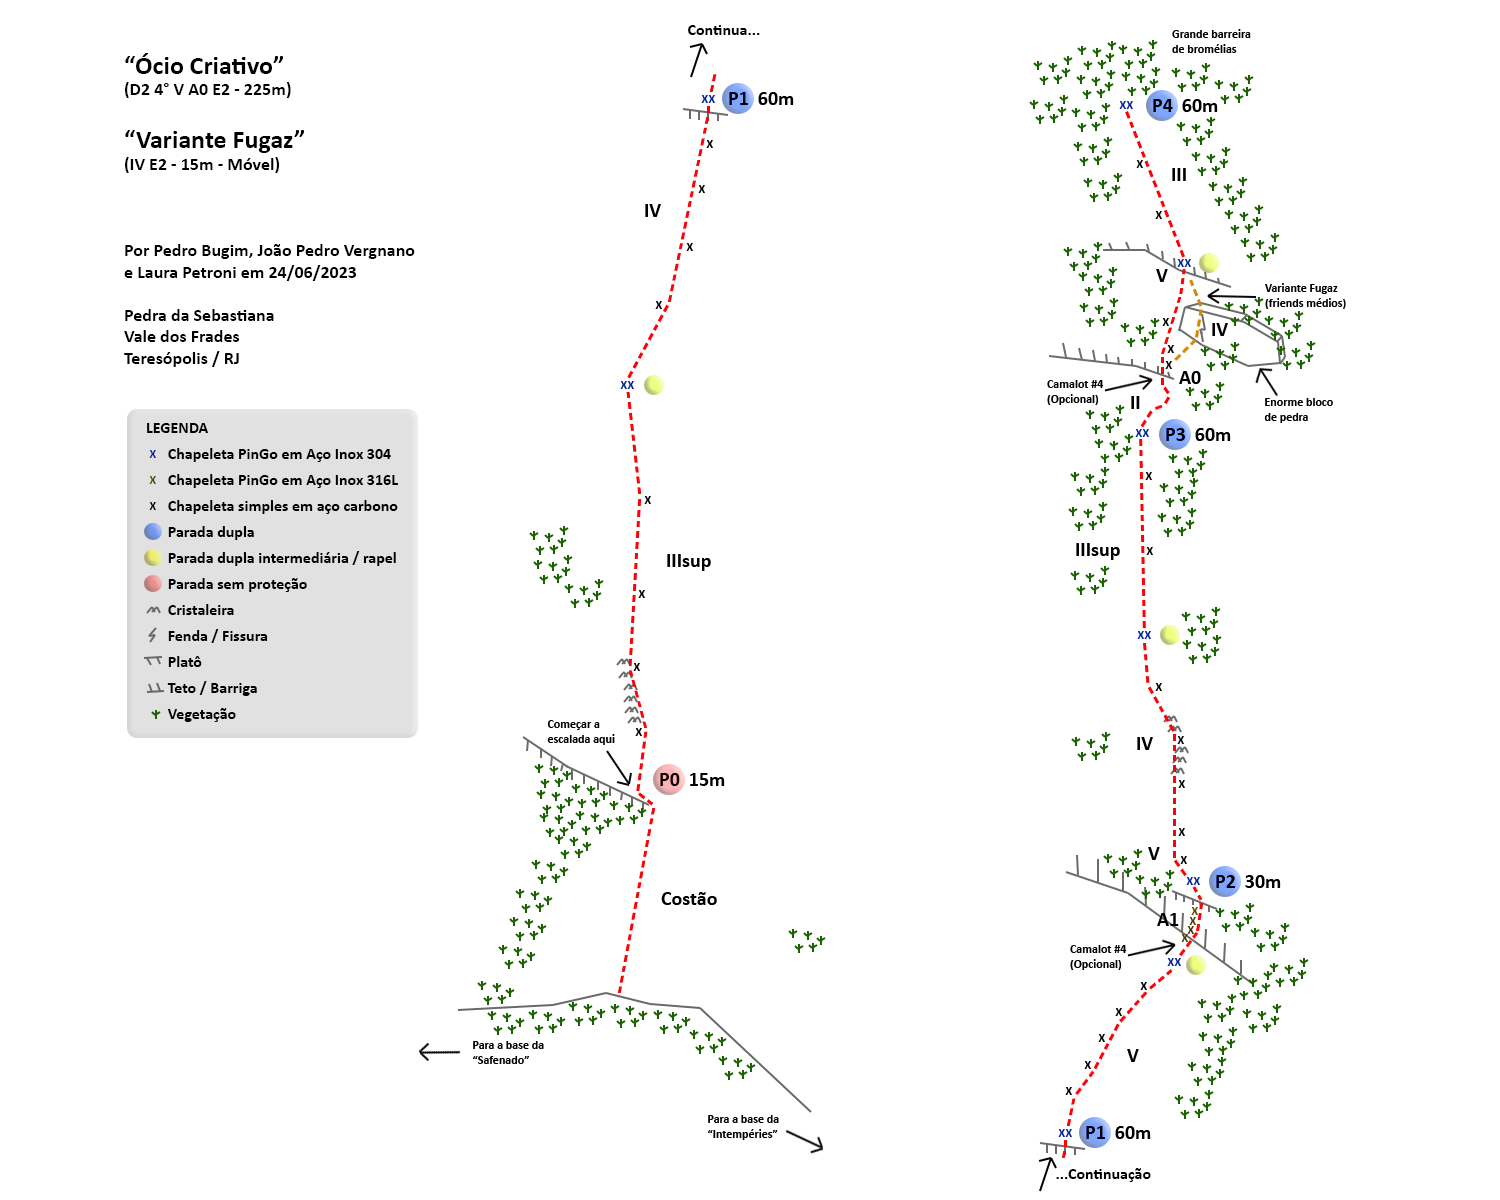 “Ócio Criativo”
(D2 4° V A0 E2 - 225m)
“Variante Fugaz”
(IV E2 - 15m - Móvel)
Por Pedro Bugim, João Pedro Vergnano
e Laura Petroni em 24/06/2023
Pedra da Sebastiana
Vale dos Frades
Teresópolis / RJ
LEGENDA
x Chapeleta PinGo em Aço Inox 304
x Chapeleta PinGo em Aço Inox 316L
x Chapeleta simples em aço carbono
Parada dupla
Parada dupla intermediária / rapel
Parada sem proteção
Cristaleira
Fenda / Fissura
Platô
Teto / Barriga
Vegetação
Continua...
xx P1 60m
x
x
IV
x
x
xx
x
IIIsup
x
x
x
Começar a
escalada aqui
P0 15m
Costão
Para a base da
“Safenado”
Para a base da
“Intempéries”
Grande barreira
de bromélias
xx P4 60m
x
III
x
xx
V
Variante Fugaz
(friends médios)
x
IV
x
x
A0
Camalot #4
(Opcional)
II
Enorme bloco
de pedra
xx P3 60m
x
x
IIIsup
xx
x
x
IV
x
x
V
x
xx P2 30m
x
A1
x
x
x
Camalot #4
(Opcional)
xx
x
x
x
V
x
x
xx P1 60m
...Continuação